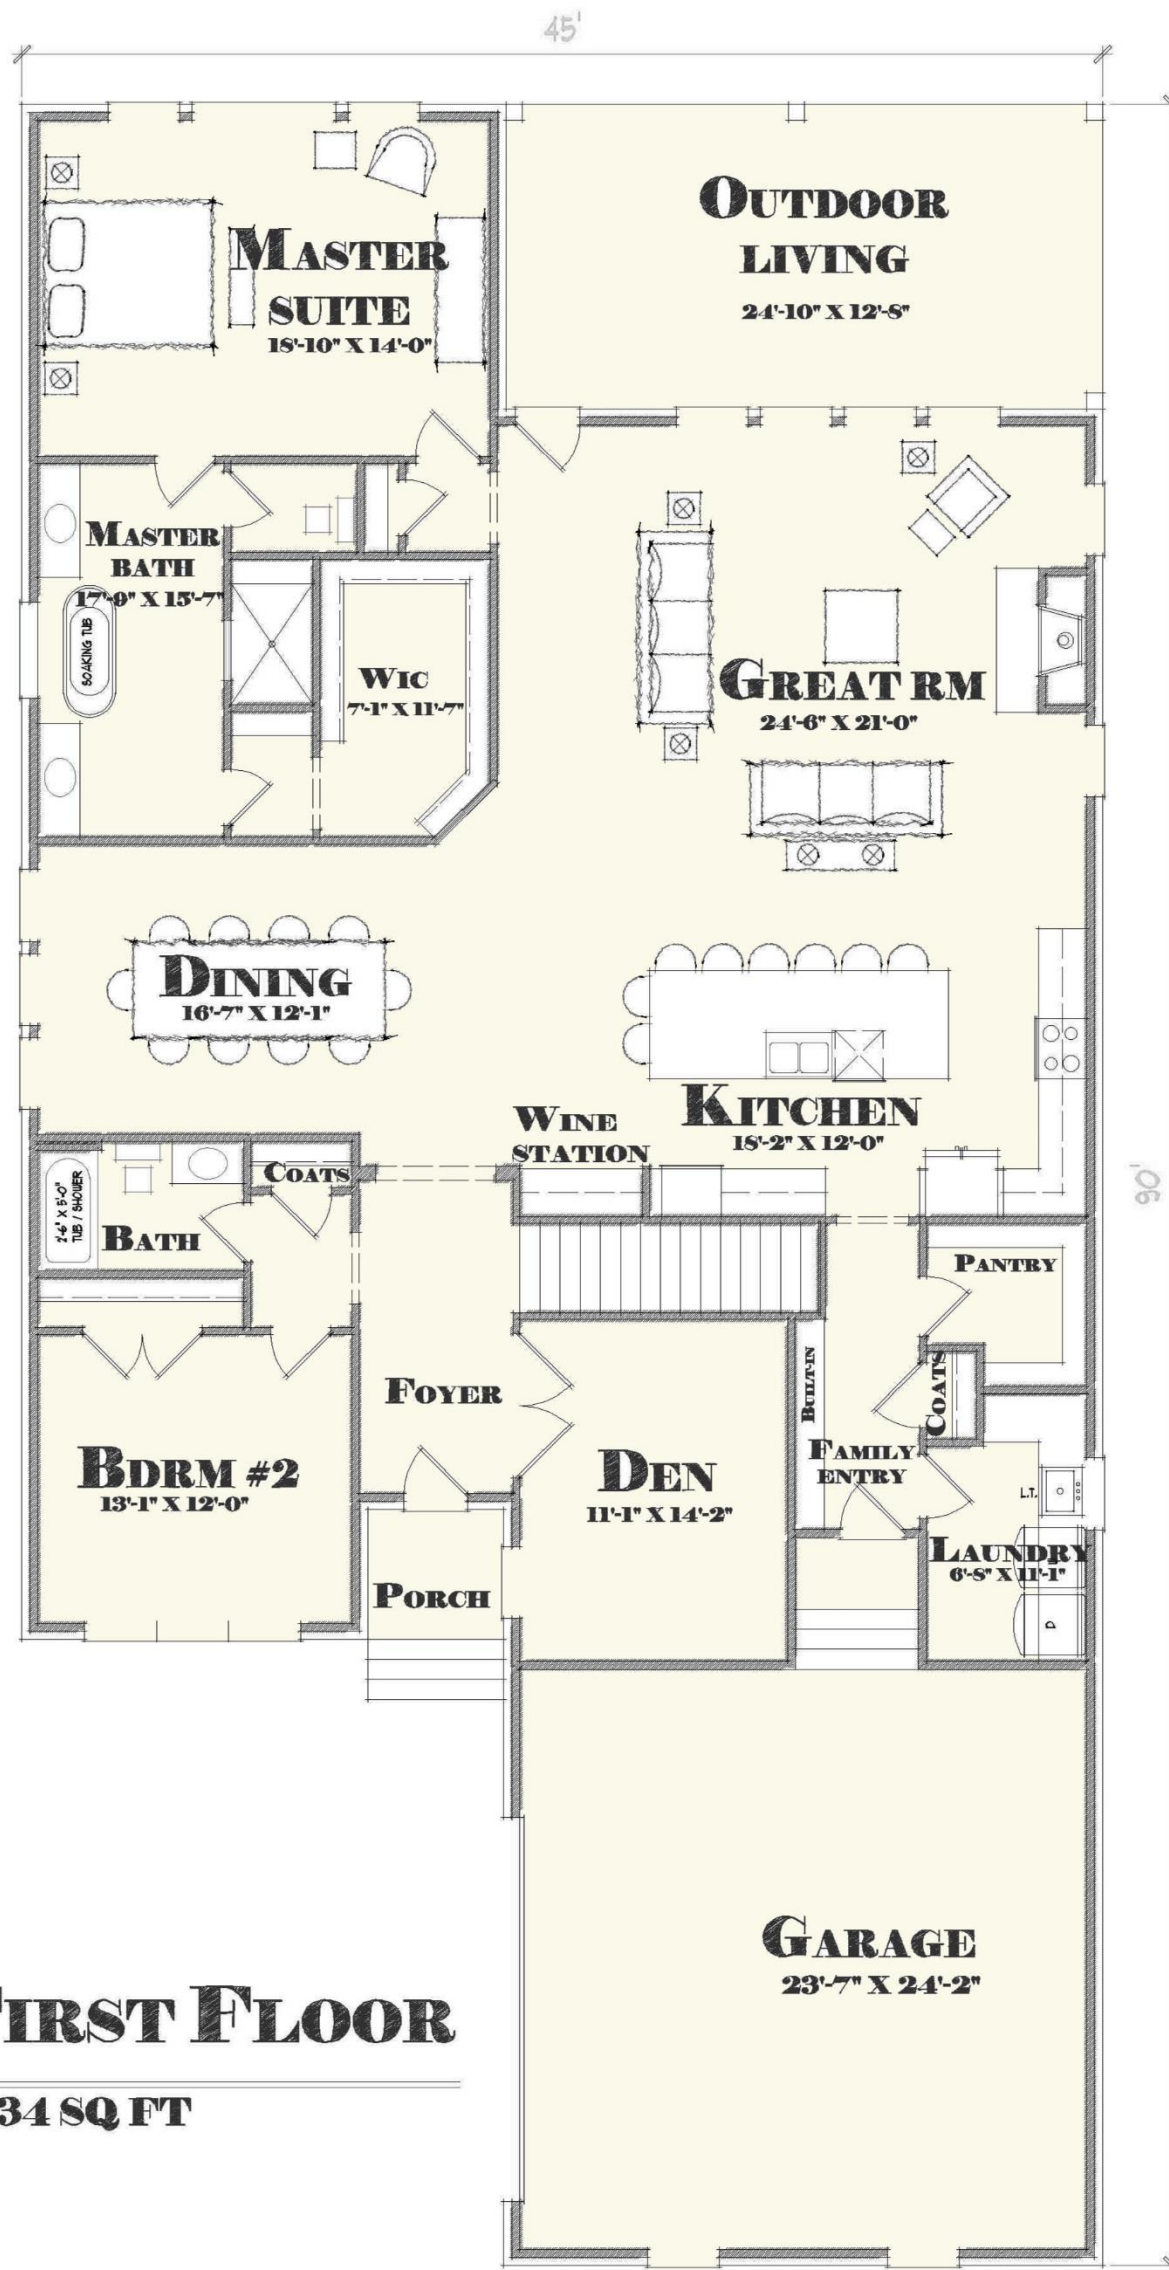 45'
OUTDOOR
LIVING
24'-10" X 12'-8"
MASTER
SUITE
18'-10" X 14'-0"
MASTER
BATH
17'-9" X 15'-7"
SOAKING TUB
WIC
7'-1" X 11'-7"
GREAT RM
24'-6" X 21'-0"
DINING
16'-7" X 12'-1"
KITCHEN
18'-2" X 12'-0"
WINE
STATION
90'
COATS
2'-6" X 5'-0"
TUB / SHOWER
BATH
PANTRY
BUILT-IN
COATS
FOYER
FAMILY
ENTRY
BDRM #2
13'-1" X 12'-0"
DEN
11'-1" X 14'-2"
L.T.
LAUNDRY
6'-8" X 11'-1"
D
PORCH
GARAGE
23'-7" X 24'-2"
FIRST FLOOR
34 SQ FT